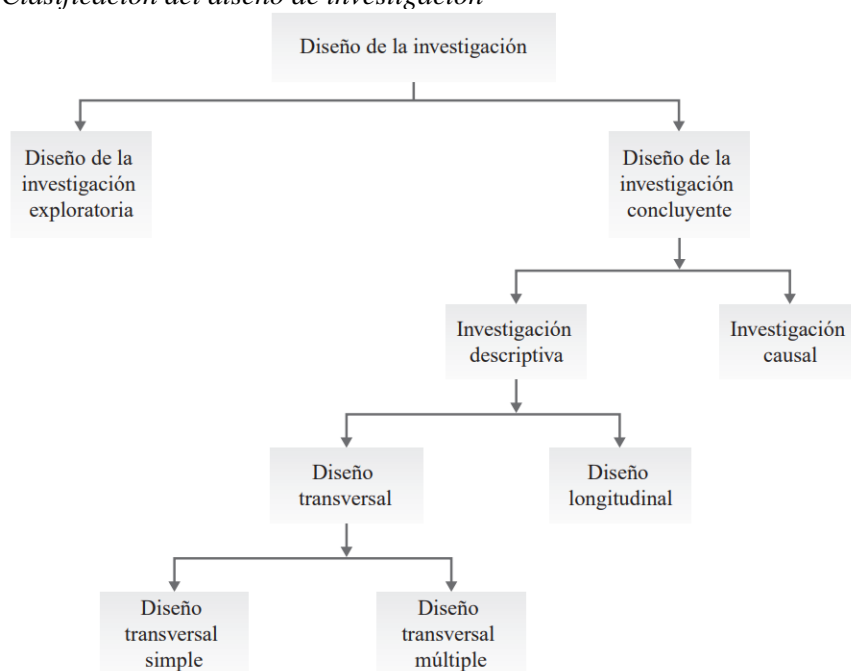 Clasificación del diseño de investigación
Diseño de la investigación
Diseño de la
investigación
exploratoria
Diseño de la
investigación
concluyente
Investigación
descriptiva
Investigación
causal
Diseño
transversal
Diseño
longitudinal
Diseño
transversal
simple
Diseño
transversal
múltiple